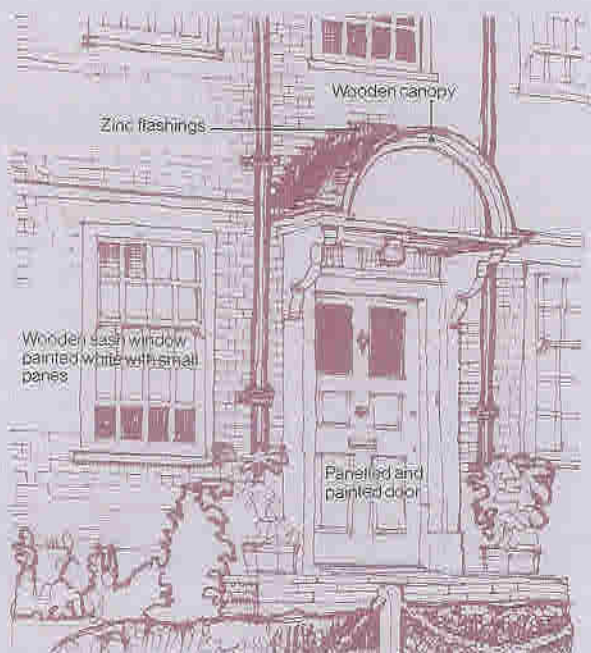 Wooden canopy
Zinc flashings
Wooden sash window
painted white with small
panes
Panelled and
painted door